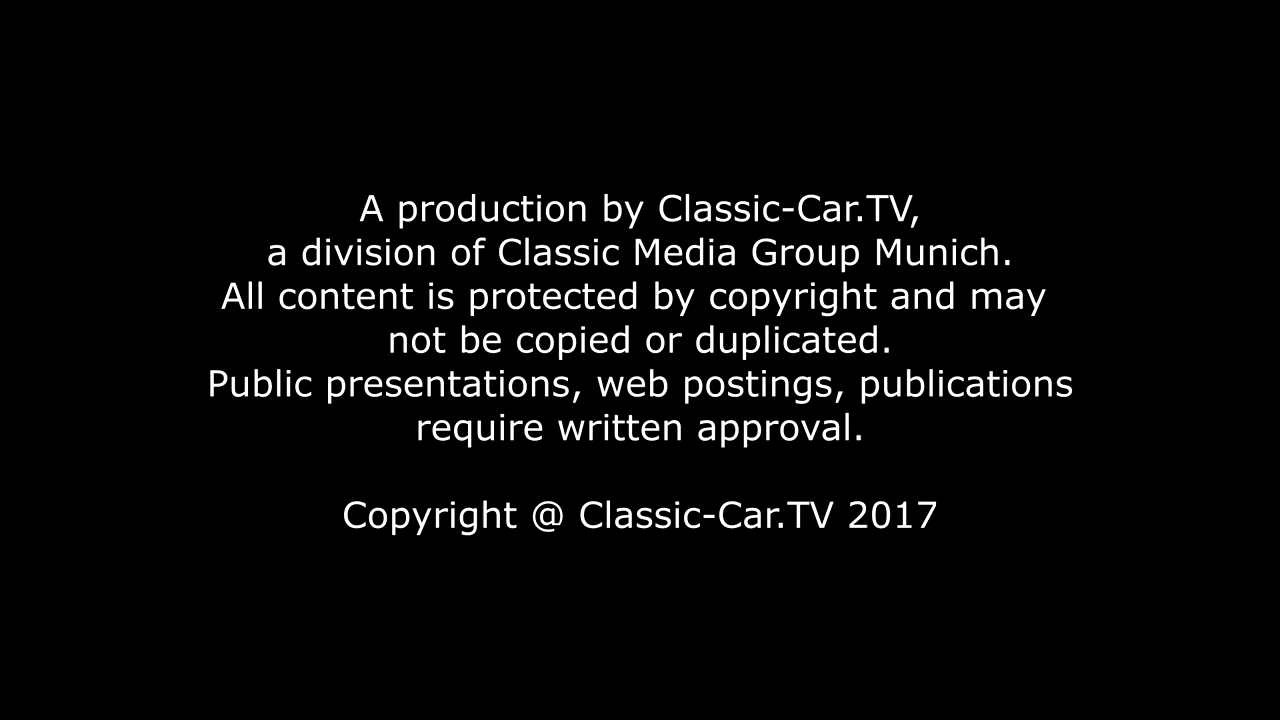 A production by Classic-Car.TV,
a division of Classic Media Group Munich.
All content is protected by copyright and may
not be copied or duplicated.
Public presentations, web postings, publications
require written approval.
Copyright @ Classic-Car.TV 2017